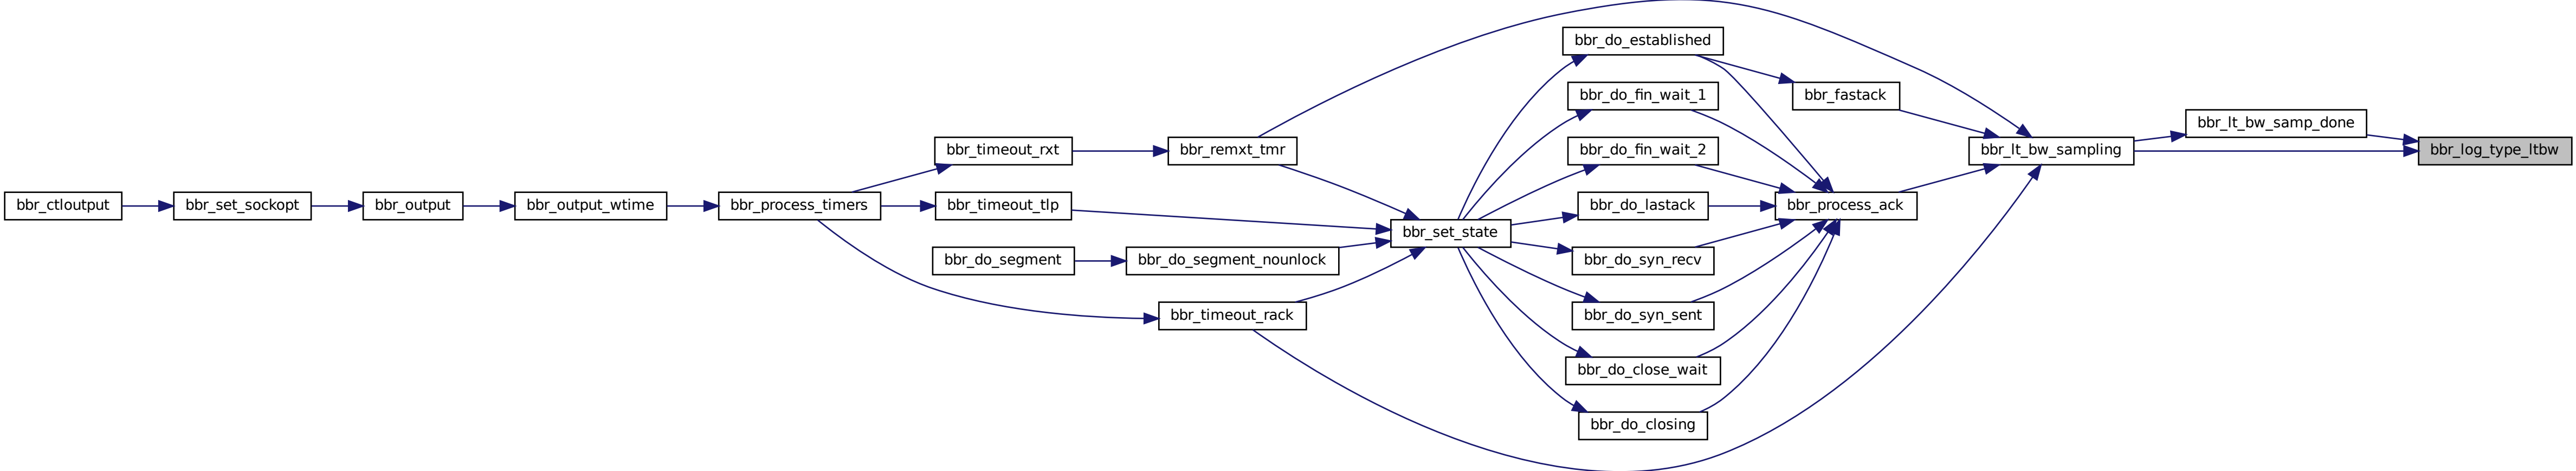 bbr_ctloutput
bbr_set_sockopt
bbr_output
bbr_output_wtime
bbr_process_timers
bbr_timeout_rxt
bbr_timeout_tlp
bbr_do_segment
bbr_remxt_tmr
bbr_do_segment_nounlock
bbr_timeout_rack
bbr_set_state
bbr_do_established
bbr_do_fin_wait_1
bbr_do_fin_wait_2
bbr_do_lastack
bbr_do_syn_recv
bbr_do_syn_sent
bbr_do_close_wait
bbr_do_closing
bbr_fastack
bbr_process_ack
bbr_lt_bw_sampling
bbr_lt_bw_samp_done
bbr_log_type_ltbw